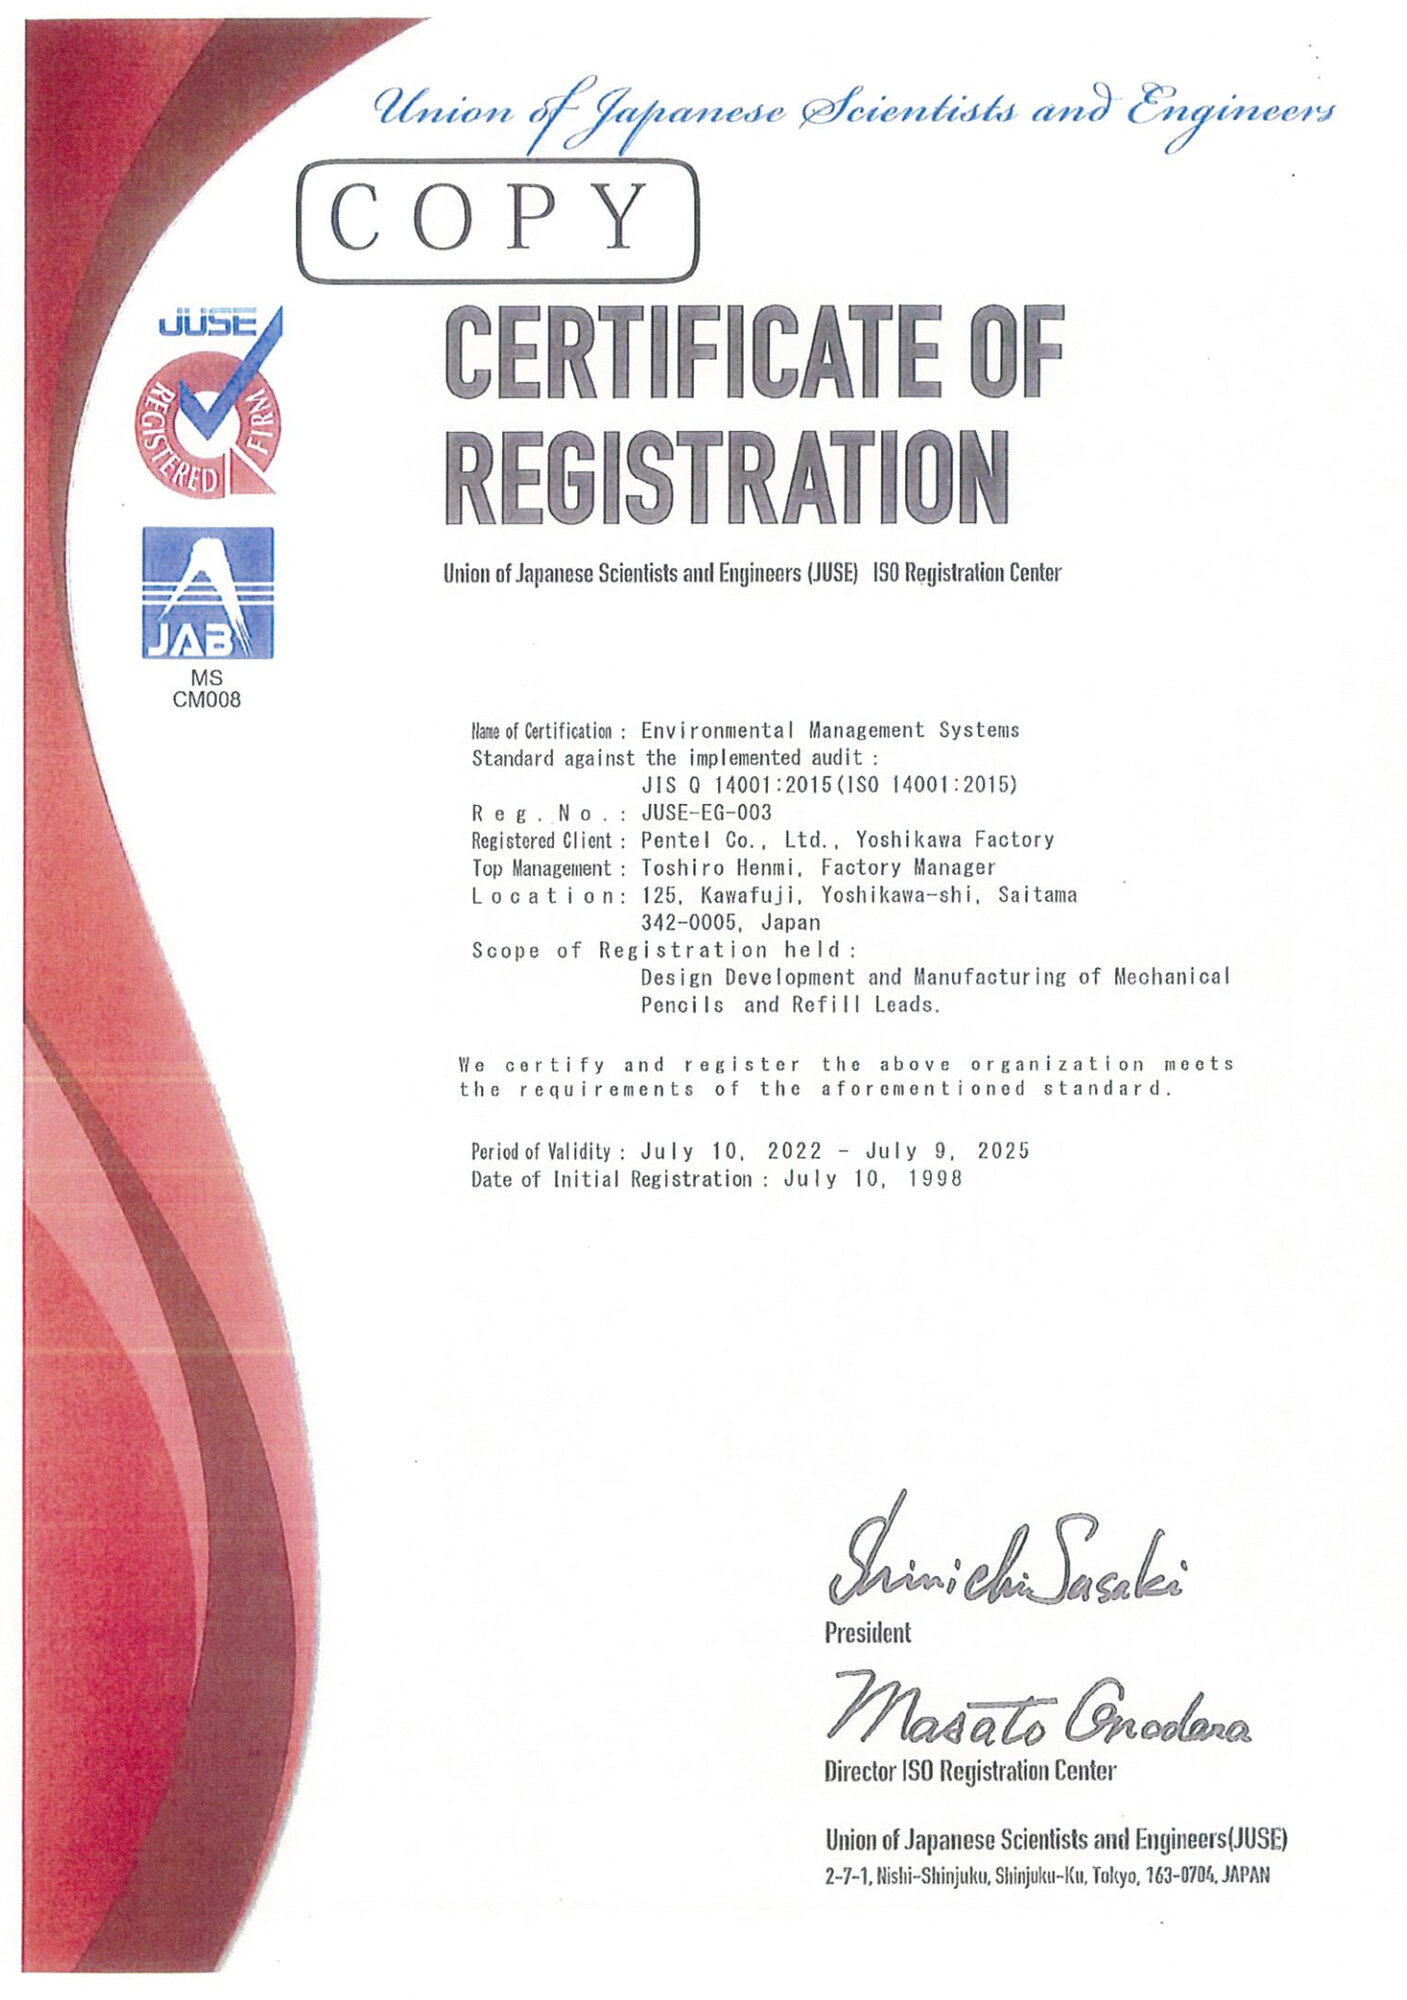 Union of Japanese Scientists and Engineers
COPY
JUSE
REGISTERED FIRM
JAB
MS
CM008
CERTIFICATE OF
REGISTRATION
Union of Japanese Scientists and Engineers (JUSE) ISO Registration Center
Name of Certification : Environmental Management Systems
Standard against the implemented audit :
JIS Q 14001:2015(ISO 14001:2015)
Reg. No. : JUSE-EG-003
Registered Client : Pentel Co., Ltd., Yoshikawa Factory
Top Management : Toshiro Henmi, Factory Manager
Location: 125, Kawafuji, Yoshikawa-shi, Saitama
342-0005, Japan
Scope of Registration held :
Design Development and Manufacturing of Mechanical
Pencils and Refill Leads.
We certify and register the above organization meets
the requirements of the aforementioned standard.
Period of Validity : July 10, 2022 - July 9, 2025
Date of Initial Registration : July 10, 1998
Shinichi Sasaki
President
Masato Onodera
Director ISO Registration Center
Union of Japanese Scientists and Engineers(JUSE)
2-7-1, Nishi-Shinjuku, Shinjuku-Ku, Tokyo, 163-0704, JAPAN